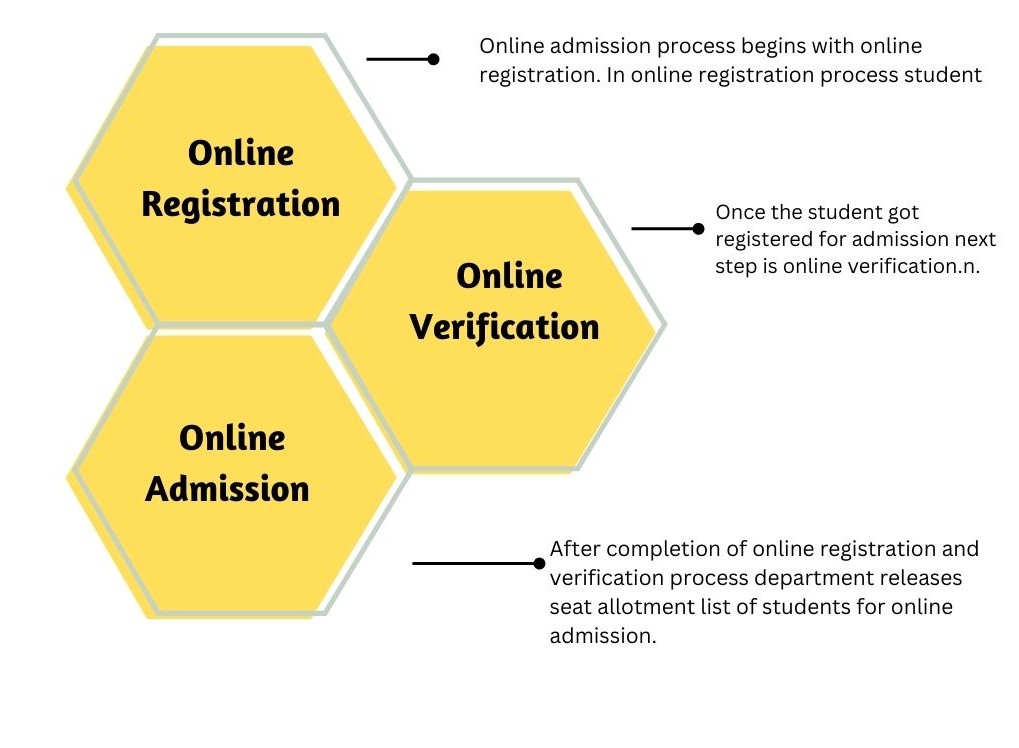 Online
Registration
Online admission process begins with online
registration. In online registration process student
Online
Verification
Once the student got
registered for admission next
step is online verification.n.
Online
Admission
After completion of online registration and
verification process department releases
seat allotment list of students for online
admission.